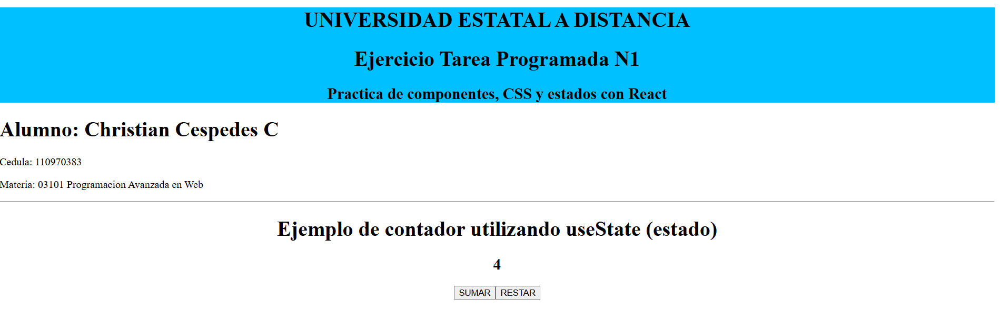 UNIVERSIDAD ESTATAL A DISTANCIA
Ejercicio Tarea Programada N1
Practica de componentes, CSS y estados con React
Alumno: Christian Cespedes C
Cedula: 110970383
Materia: 03101 Programacion Avanzada en Web
Ejemplo de contador utilizando useState (estado)
4
SUMAR RESTAR